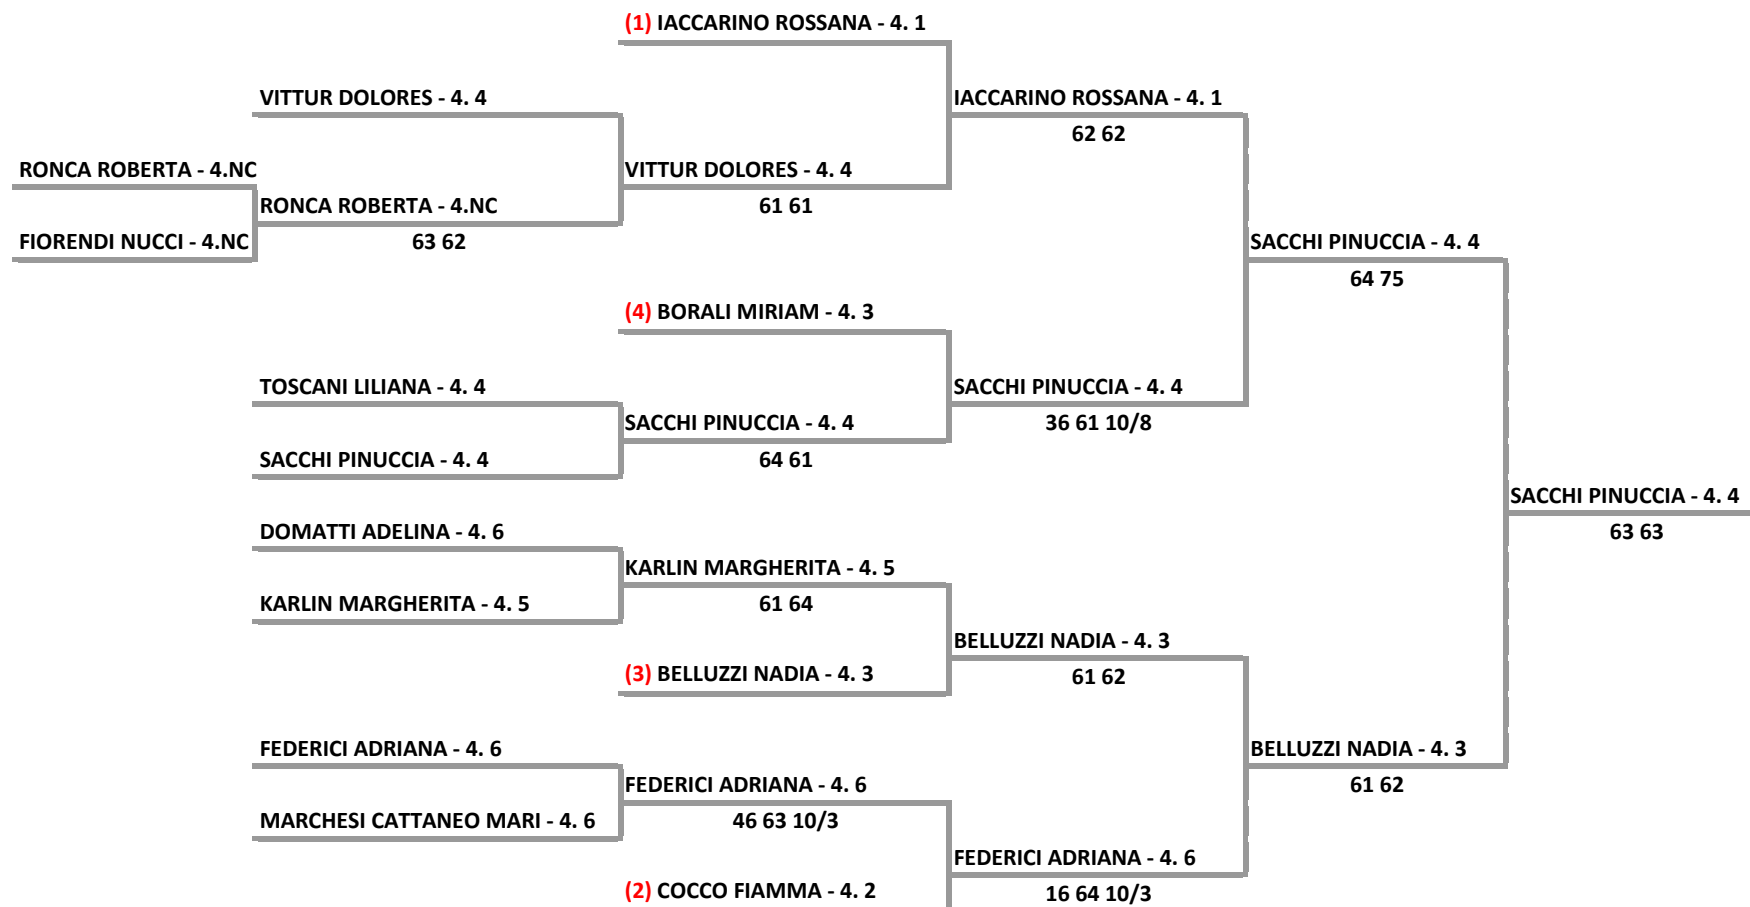 (1) IACCARINO ROSSANA - 4. 1
VITTUR DOLORES - 4. 4
IACCARINO ROSSANA - 4. 1
62 62
RONCA ROBERTA - 4.NC
VITTUR DOLORES - 4. 4
RONCA ROBERTA - 4.NC
61 61
FIORENDI NUCCI - 4.NC
63 62
SACCHI PINUCCIA - 4. 4
64 75
(4) BORALI MIRIAM - 4. 3
TOSCANI LILIANA - 4. 4
SACCHI PINUCCIA - 4. 4
SACCHI PINUCCIA - 4. 4
36 61 10/8
SACCHI PINUCCIA - 4. 4
64 61
SACCHI PINUCCIA - 4. 4
DOMATTI ADELINA - 4. 6
63 63
KARLIN MARGHERITA - 4. 5
KARLIN MARGHERITA - 4. 5
61 64
BELLUZZI NADIA - 4. 3
(3) BELLUZZI NADIA - 4. 3
61 62
FEDERICI ADRIANA - 4. 6
BELLUZZI NADIA - 4. 3
FEDERICI ADRIANA - 4. 6
61 62
MARCHESI CATTANEO MARI - 4. 6
46 63 10/3
FEDERICI ADRIANA - 4. 6
(2) COCCO FIAMMA - 4. 2
16 64 10/3